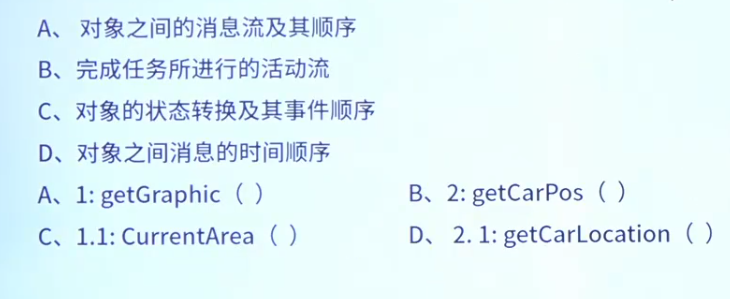 A、 对象之间的消息流及其顺序
B、完成任务所进行的活动流
C、对象的状态转换及其事件顺序
D、对象之间消息的时间顺序
A、1: getGraphic（ ） B、2: getCarPos（ ）
C、1.1: CurrentArea（ ） D、 2. 1: getCarLocation（ ）